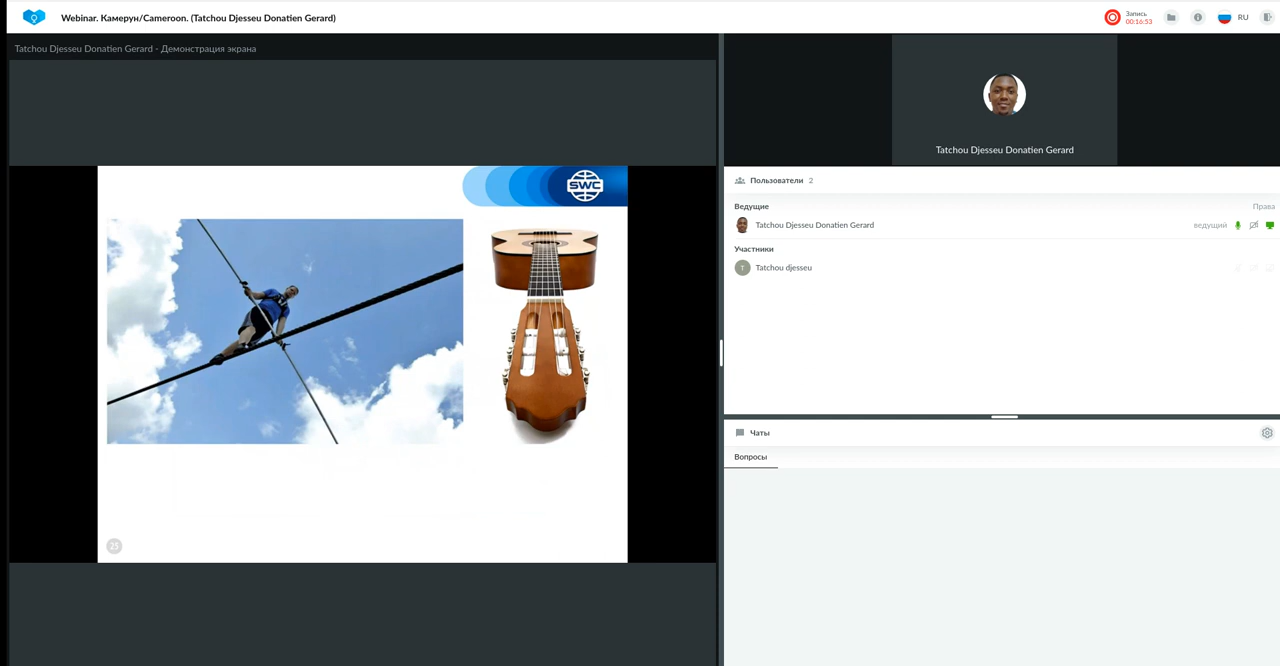 Webinar. Камерун/Cameroon. (Tatchou Djesseu Donatien Gerard)
Запись
00:16:53
RU
Tatchou Djesseu Donatien Gerard - Демонстрация экрана
SWC
25
Tatchou Djesseu Donatien Gerard
Пользователи 2
Ведущие Права
Tatchou Djesseu Donatien Gerard ведущий
Участники
T Tatchou djesseu
Чаты
Вопросы